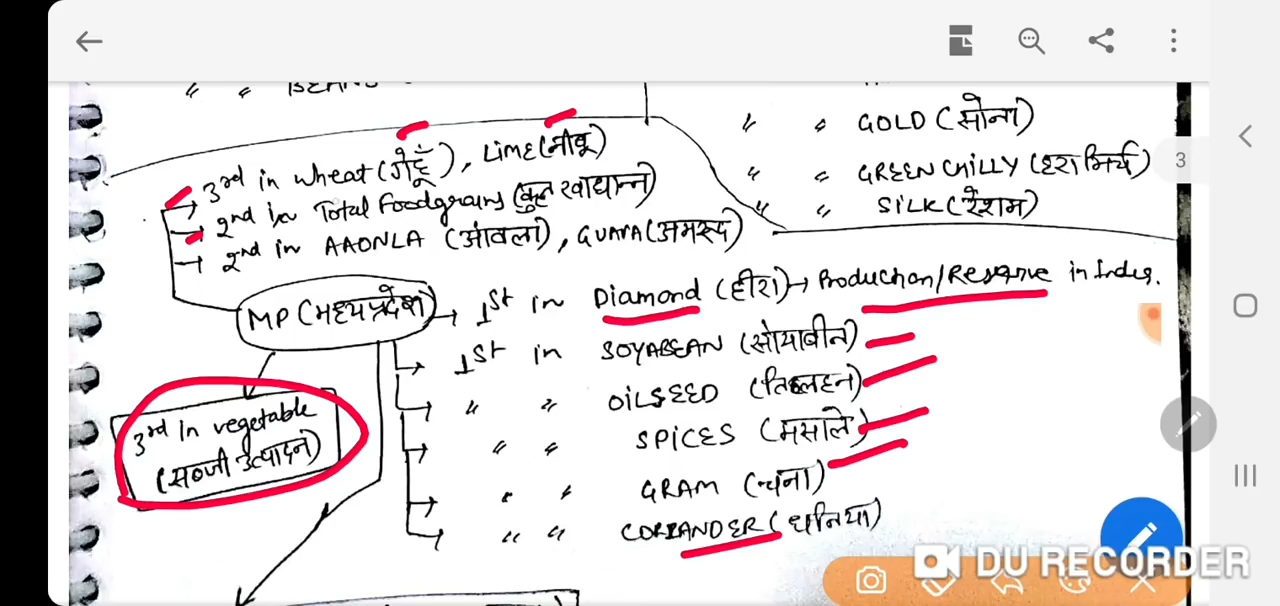 " " BEANS
" " GOLD (सोना)
" " GREEN CHILLY (हरा मिर्च)
" " SILK (रेशम)
3
3rd in wheat (गेहूँ), Lime (नीबू)
2nd in Total Foodgrains (कुल खाद्यान्न)
2nd in AAONLA (आंवला), GUAVA (अमरूद)
MP (मध्यप्रदेश)
1st in Diamond (हीरा) → Production/Reserve in India.
1st in SOYABEAN (सोयाबीन)
" " OILSEED (तिलहन)
" " SPICES (मसाले)
" " GRAM (चना)
" " CORIANDER (धनिया)
3rd in vegetable
(सब्जी उत्पादन)
DU RECORDER